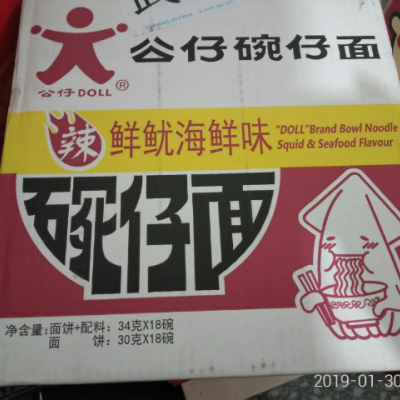 公仔DOLL®
公仔碗仔面
辣
鲜鱿海鲜味
"DOLL"Brand Bowl Noodle
Squid & Seafood Flavour
碗仔面
净含量:面饼+配料: 34克X18碗
面 饼: 30克X18碗
2019-01-30